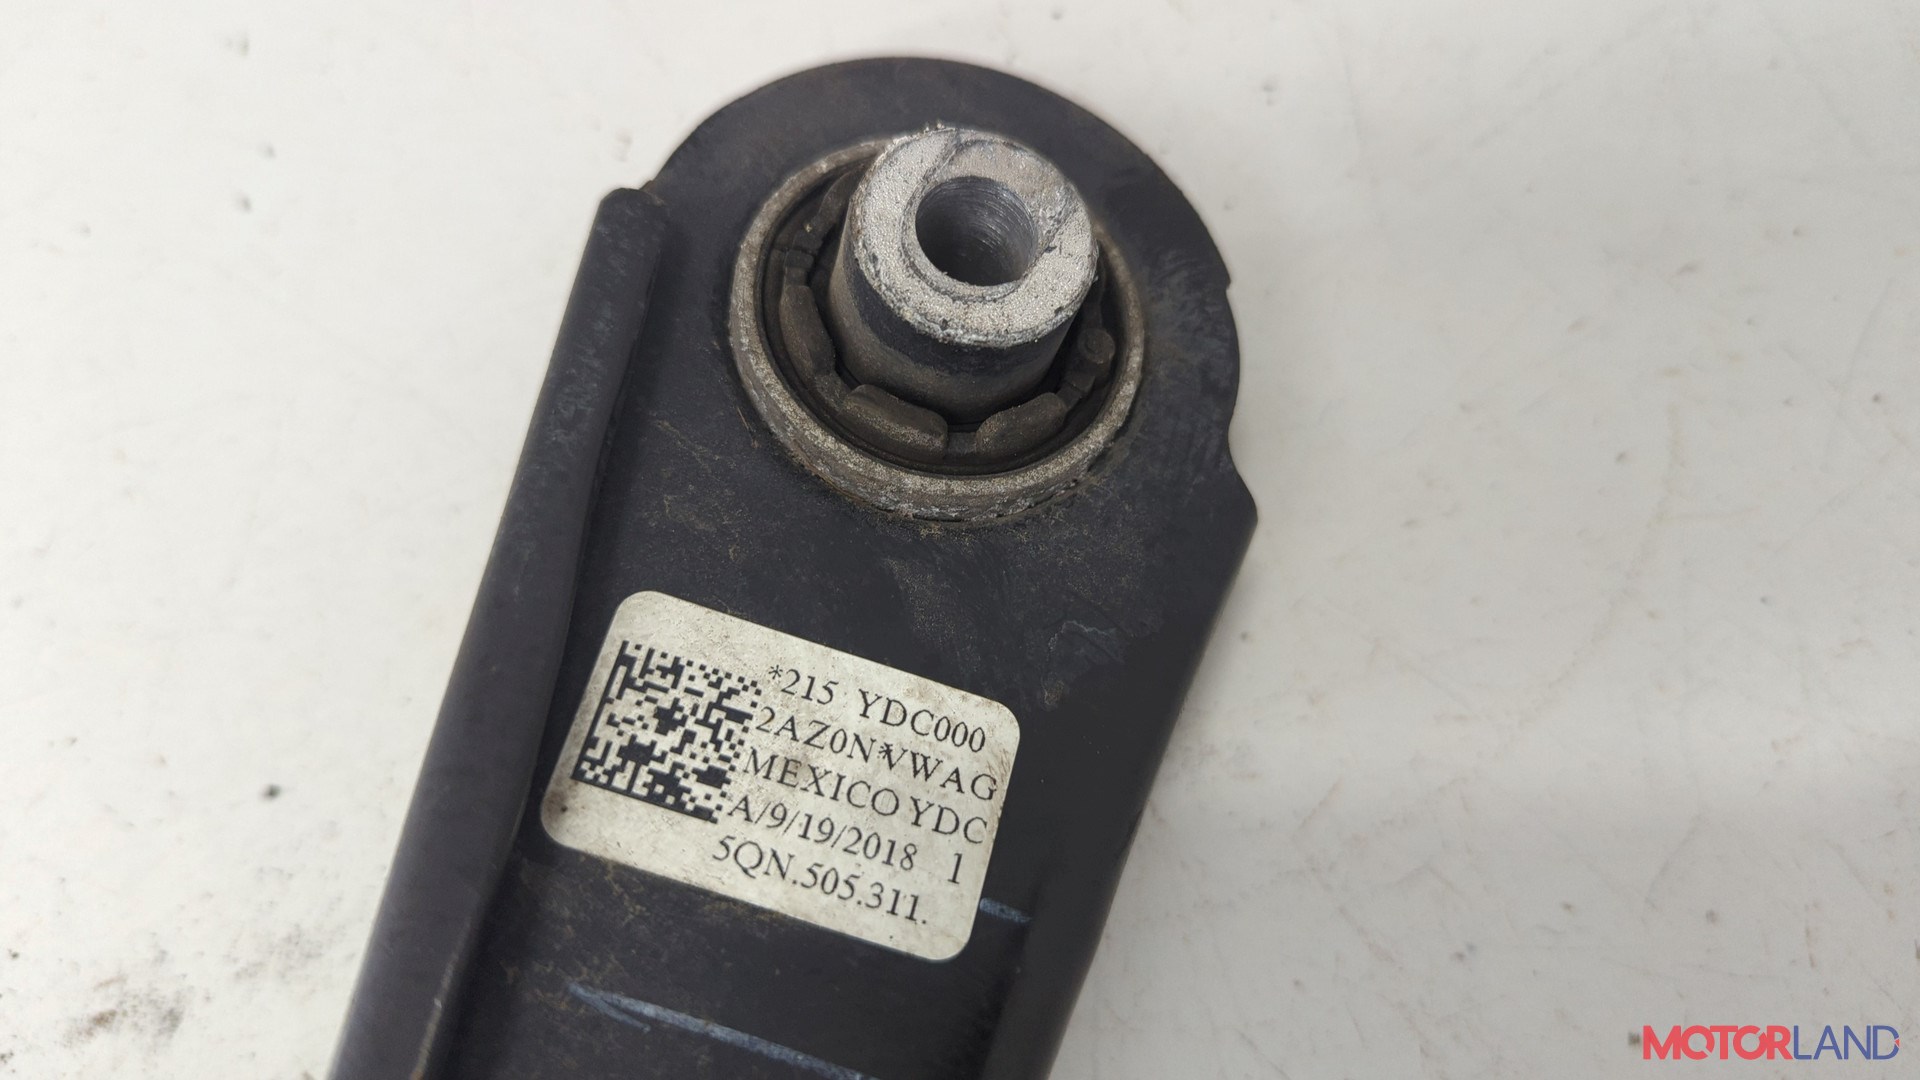 *215 YDC000
2AZ0N*VWAG
MEXICO YDC
A/9/19/2018 1
5QN.505.311.
MOTORLAND